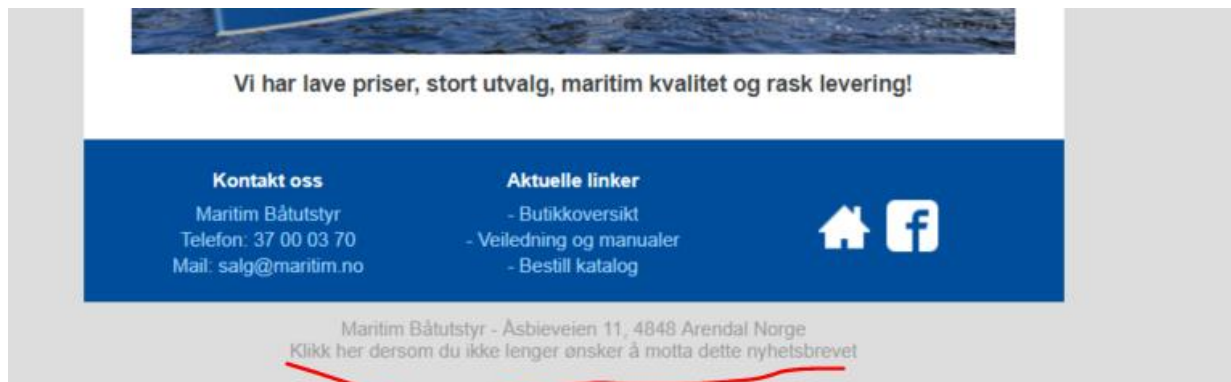 Vi har lave priser, stort utvalg, maritim kvalitet og rask levering!
Kontakt oss
Maritim Båtutstyr
Telefon: 37 00 03 70
Mail: salg@maritim.no
Aktuelle linker
- Butikkoversikt
- Veiledning og manualer
- Bestill katalog
Maritim Båtutstyr - Åsbieveien 11, 4848 Arendal Norge
Klikk her dersom du ikke lenger ønsker å motta dette nyhetsbrevet